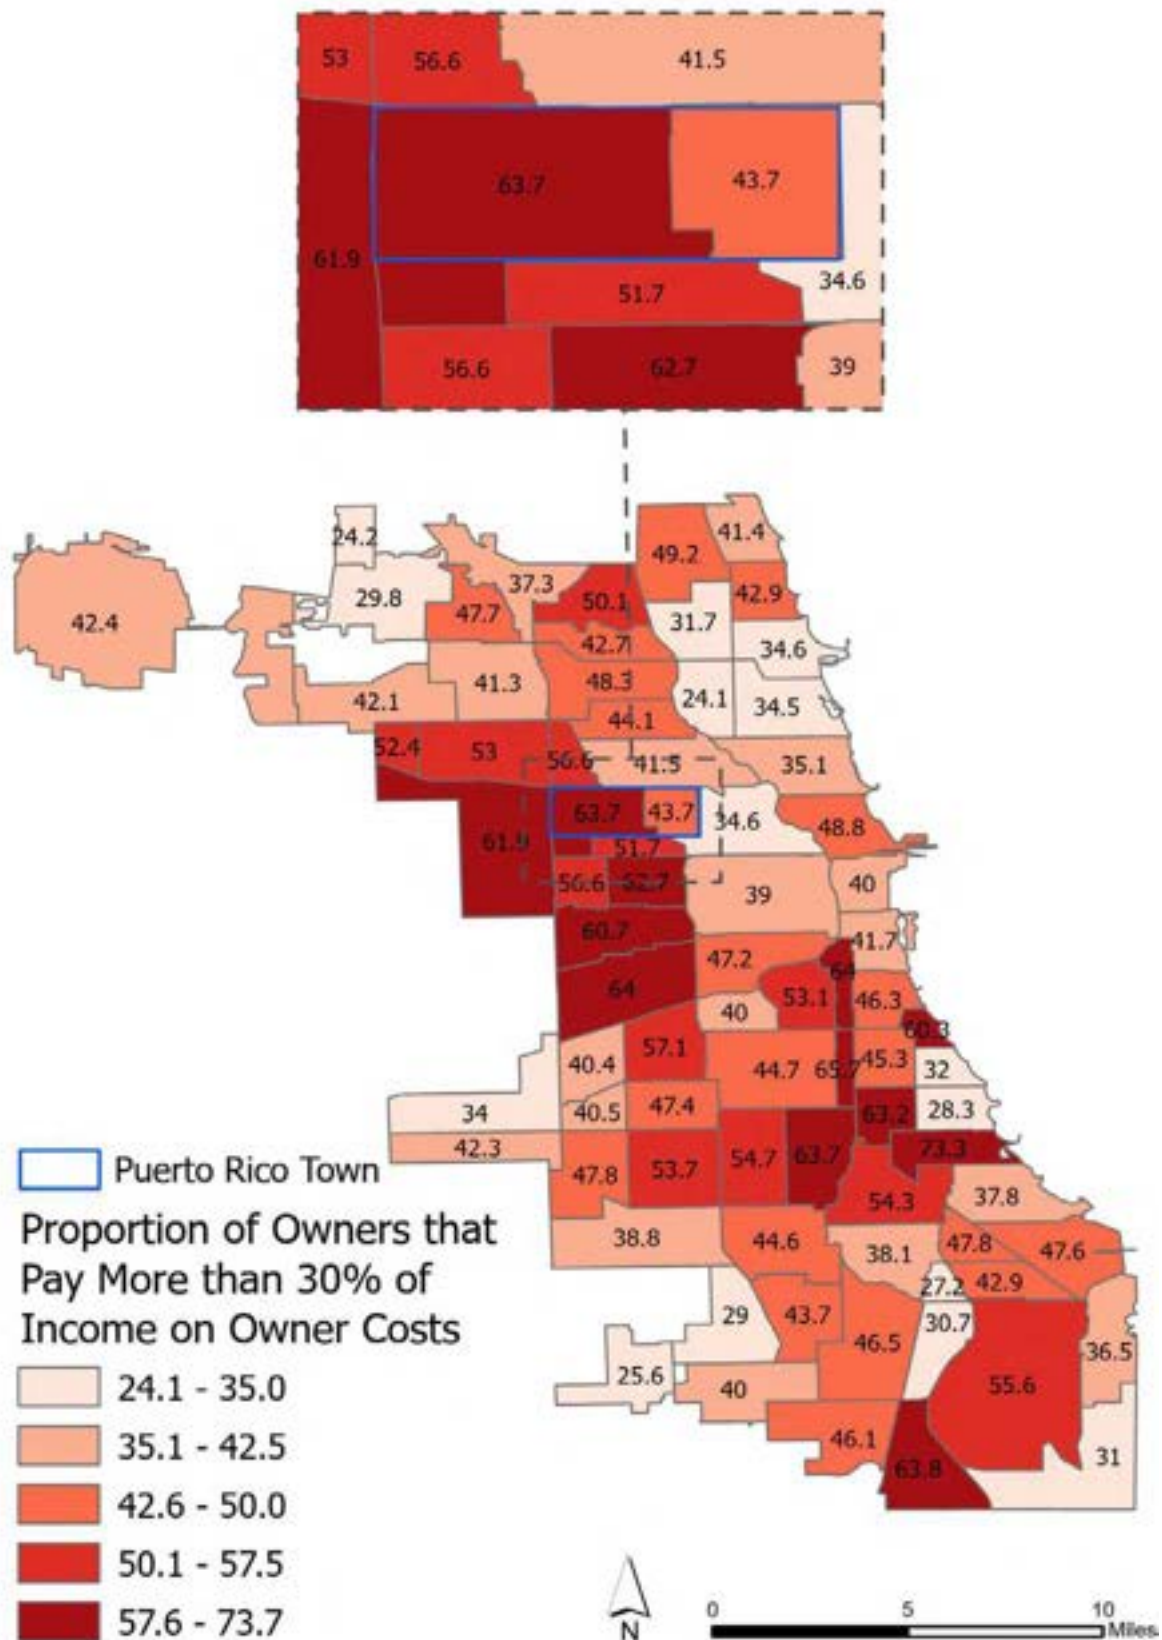 53 56.6 41.5
63.7 43.7
61.9
34.6
51.7
56.6 62.7 39
24.2 49.2 41.4
42.4 29.8 47.7 37.3 50.1 42.9
31.7
42.7 34.6
42.1 41.3 48.3 24.1 34.5
44.1
52.4 53 56.6 41.5 35.1
63.7 43.7 34.6 48.8
61.9 51.7
56.6 62.7 39 40
60.7 41.7
47.2 64
64 53.1 46.3
40 60.3
57.1
40.4 44.7 65.7 45.3 32
34 40.5 47.4 63.2 28.3
42.3 47.8 53.7 54.7 63.7 73.3
54.3 37.8
38.8 44.6 38.1 47.8 47.6
27.2 42.9
29 43.7 46.5 30.7 36.5
25.6 40 55.6
46.1 63.8 31
Puerto Rico Town
Proportion of Owners that
Pay More than 30% of
Income on Owner Costs
24.1 - 35.0
35.1 - 42.5
42.6 - 50.0
50.1 - 57.5
57.6 - 73.7
N
0 5 10
Miles